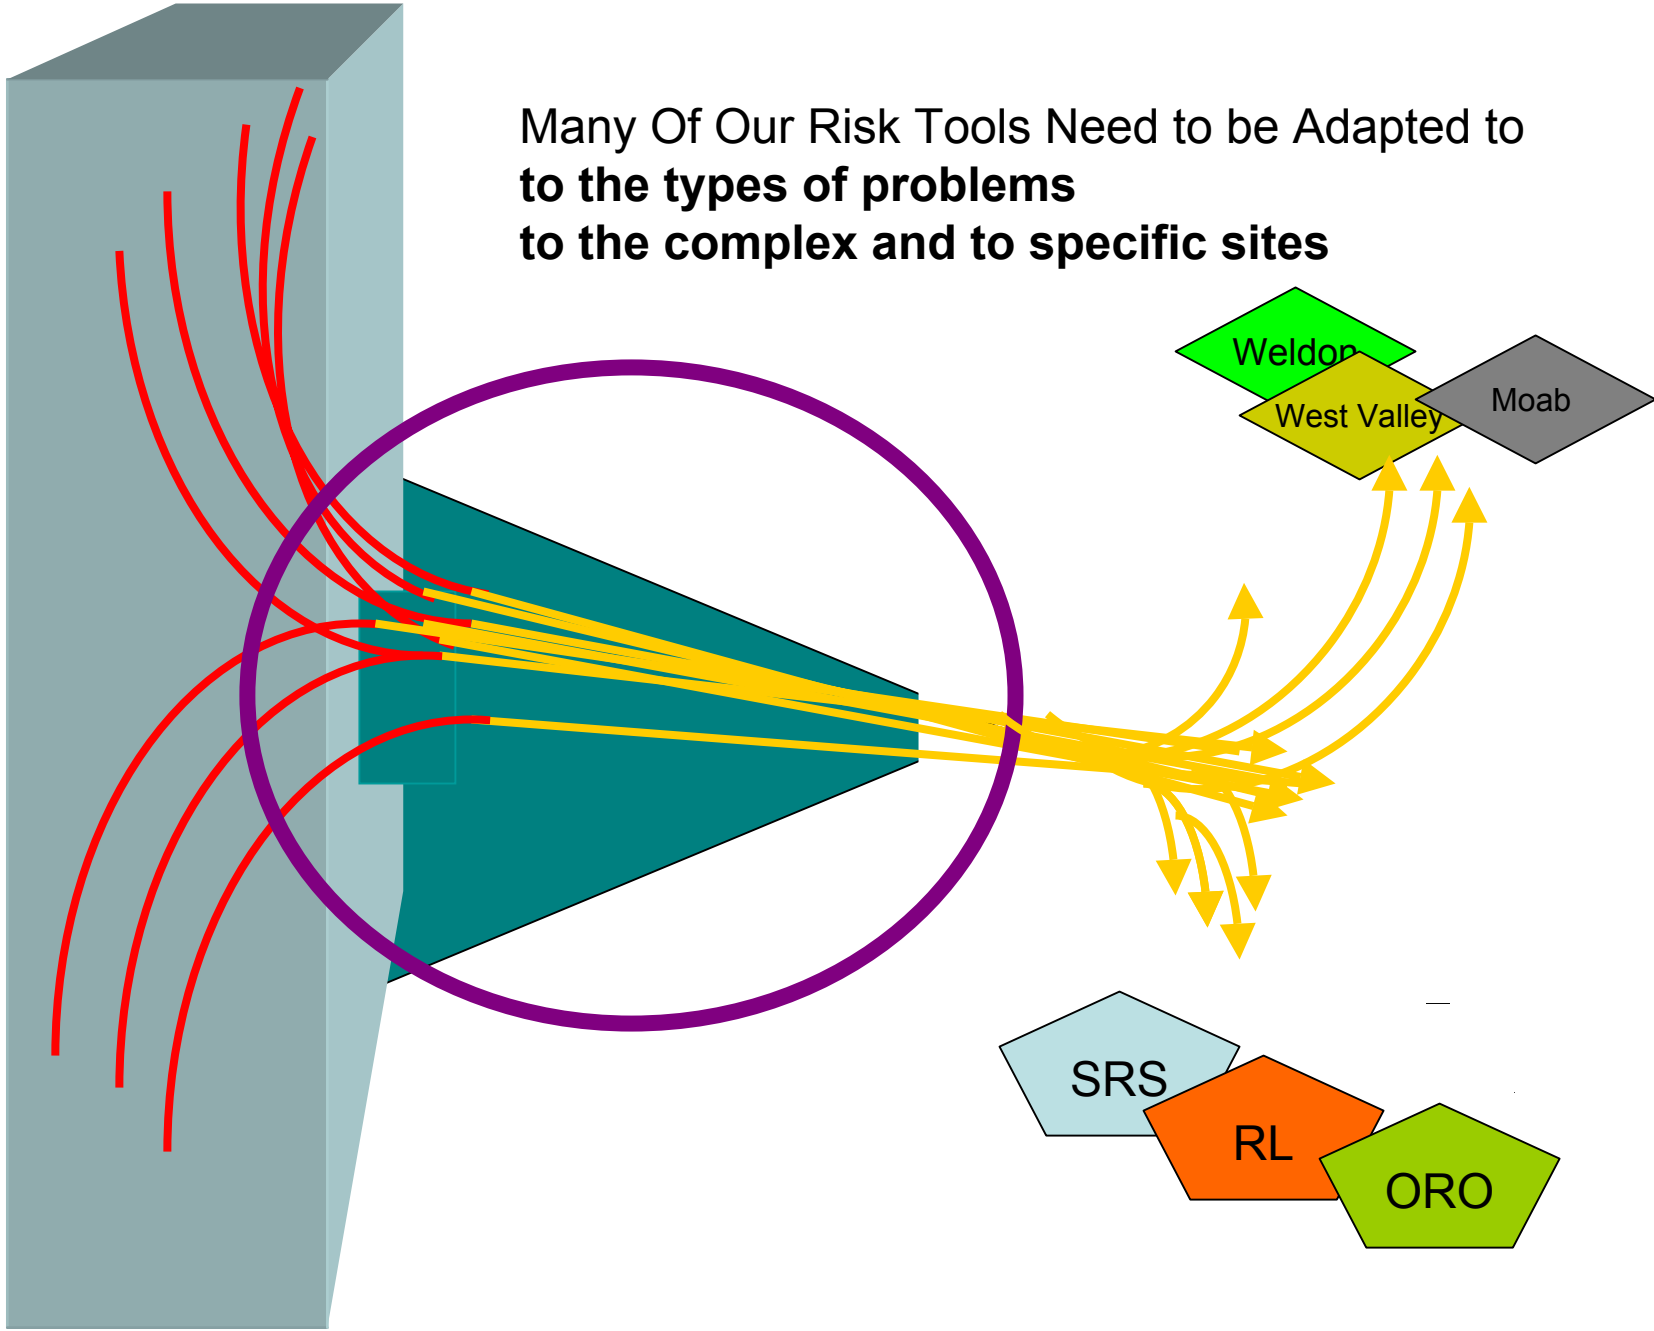 Many Of Our Risk Tools Need to be Adapted to
to the types of problems
to the complex and to specific sites
Weldon
West Valley
Moab
SRS
RL
ORO